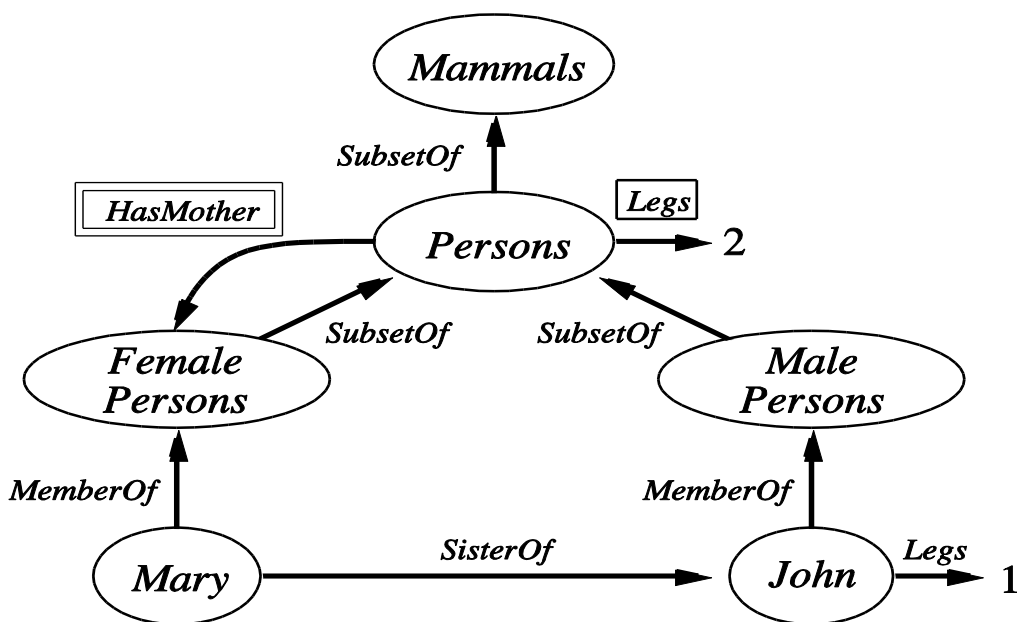 Mammals
SubsetOf
HasMother
Legs
Persons
2
SubsetOf
SubsetOf
Female
Persons
Male
Persons
MemberOf
MemberOf
SisterOf
Legs
Mary
John
1